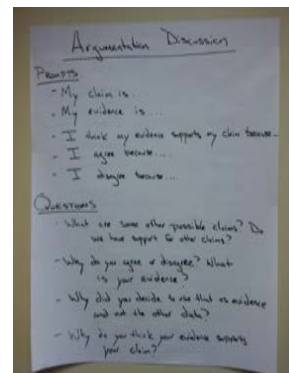 Argumentation Discussion
Prompts
- My claim is...
- My evidence is...
- I think my evidence supports my claim because...
- I agree because...
- I disagree because...
Questions
- What are some other possible claims? Do
we have support for other claims?
- Why do you agree or disagree? What
is your evidence?
- Why did you decide to use that as evidence
and not the other data?
- Why do you think your evidence supports
your claim?